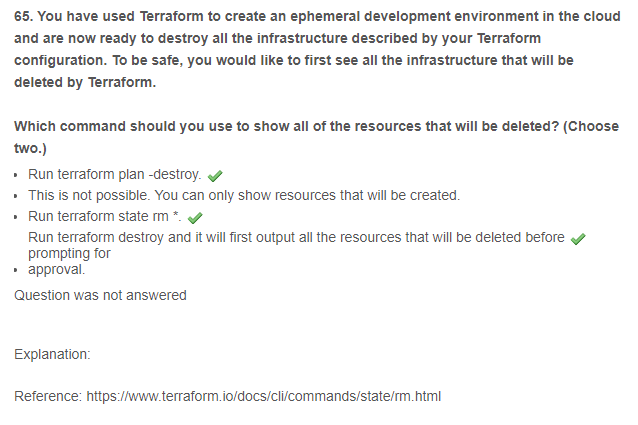 65. You have used Terraform to create an ephemeral development environment in the cloud
and are now ready to destroy all the infrastructure described by your Terraform
configuration. To be safe, you would like to first see all the infrastructure that will be
deleted by Terraform.
Which command should you use to show all of the resources that will be deleted? (Choose
two.)
• Run terraform plan -destroy.
• This is not possible. You can only show resources that will be created.
• Run terraform state rm *.
Run terraform destroy and it will first output all the resources that will be deleted before
prompting for
• approval.
Question was not answered
Explanation:
Reference: https://www.terraform.io/docs/cli/commands/state/rm.html